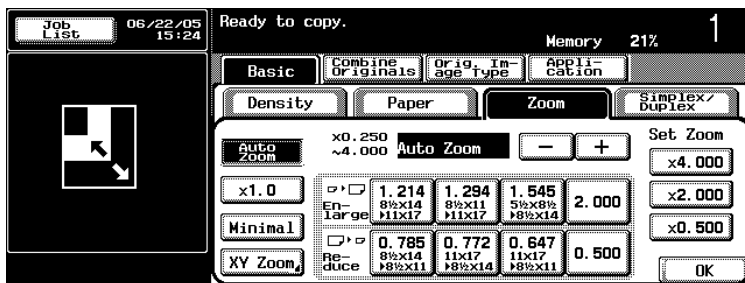 Job List
06/22/05
15:24
Ready to copy.
Memory 21%
1
Basic
Combine Originals
Orig. Im-
age Type
Appli-
cation
Density
Paper
Zoom
Simplex/
Duplex
Auto Zoom
x0.250
~4.000
Auto Zoom
−
+
Set Zoom
x4.000
x1.0
En-
large
1.214
8½x14
▸11x17
1.294
8½x11
▸11x17
1.545
5½x8½
▸8½x14
2.000
x2.000
Minimal
x0.500
XY Zoom
Re-
duce
0.785
8½x14
▸8½x11
0.772
11x17
▸8½x14
0.647
11x17
▸8½x11
0.500
OK